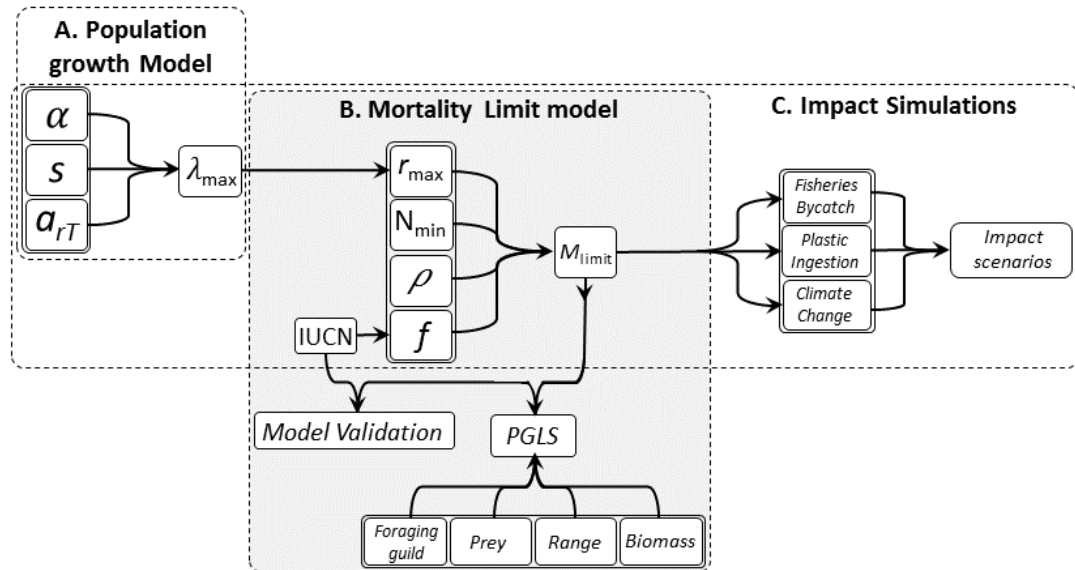 A. Population
growth Model
α
s
a_rT
λ_max
B. Mortality Limit model
r_max
N_min
ρ
f
IUCN
M_limit
Model Validation
PGLS
Foraging
guild
Prey
Range
Biomass
C. Impact Simulations
Fisheries
Bycatch
Plastic
Ingestion
Climate
Change
Impact
scenarios